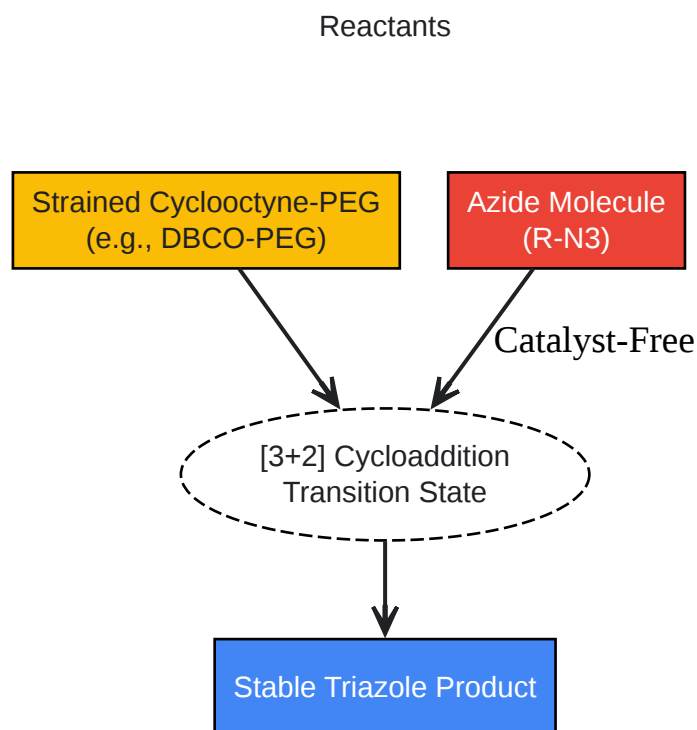 Reactants
Strained Cyclooctyne-PEG
(e.g., DBCO-PEG)
Azide Molecule
(R-N3)
Catalyst-Free
[3+2] Cycloaddition
Transition State
Stable Triazole Product